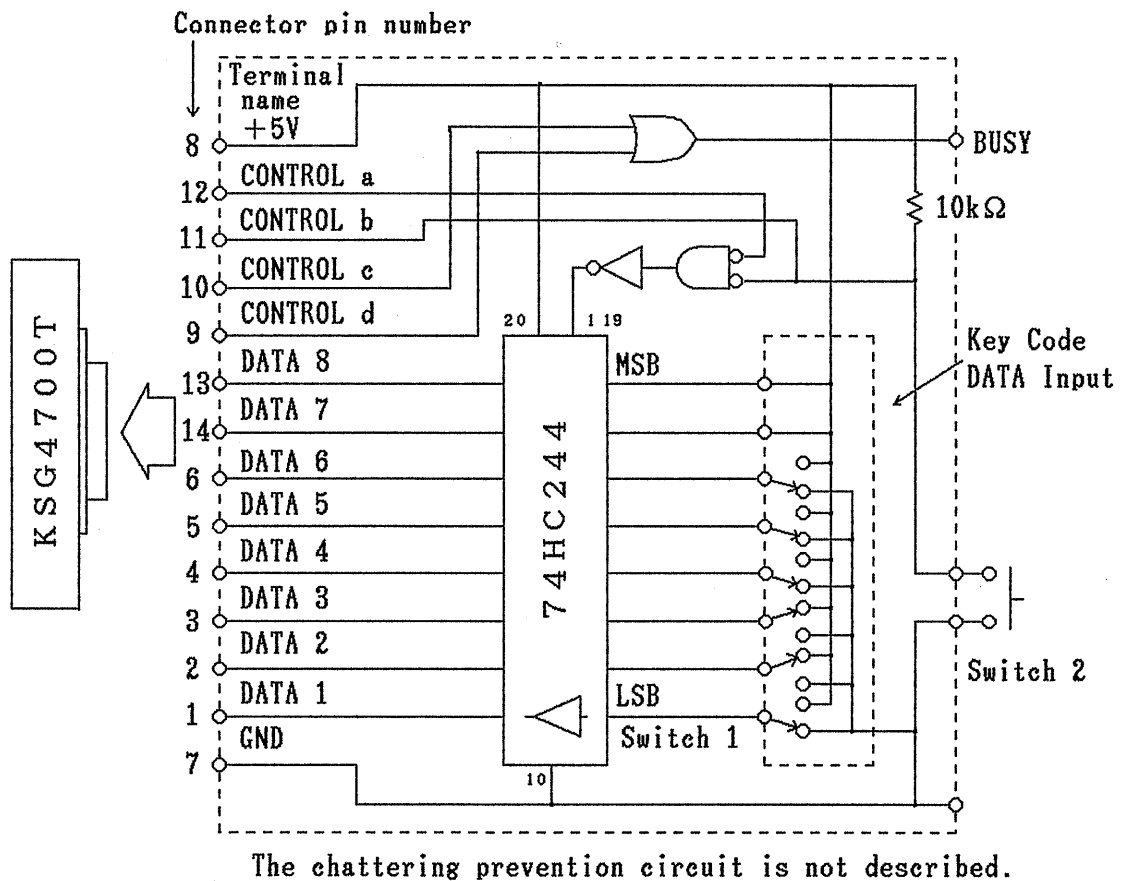 Connector pin number
Terminal
name
+5V
8
BUSY
CONTROL a
12
CONTROL b
11
10kΩ
CONTROL c
10
CONTROL d
9
20
1 19
KSG4700T
DATA 8
13
MSB
Key Code
DATA Input
DATA 7
14
DATA 6
6
DATA 5
5
74HC244
DATA 4
4
DATA 3
3
DATA 2
2
Switch 2
DATA 1
1
LSB
Switch 1
GND
7
10
The chattering prevention circuit is not described.